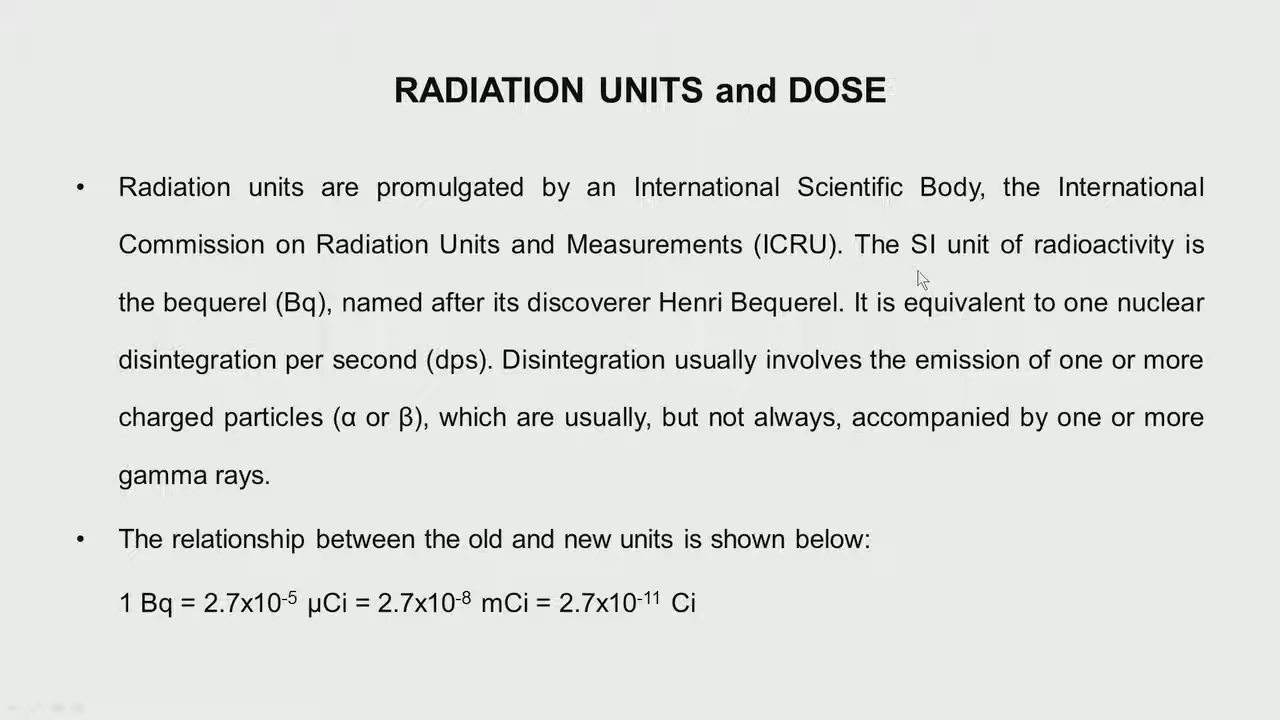 RADIATION UNITS and DOSE
• Radiation units are promulgated by an International Scientific Body, the International
Commission on Radiation Units and Measurements (ICRU). The SI unit of radioactivity is
the bequerel (Bq), named after its discoverer Henri Bequerel. It is equivalent to one nuclear
disintegration per second (dps). Disintegration usually involves the emission of one or more
charged particles (α or β), which are usually, but not always, accompanied by one or more
gamma rays.
• The relationship between the old and new units is shown below:
1 Bq = 2.7x10⁻⁵ µCi = 2.7x10⁻⁸ mCi = 2.7x10⁻¹¹ Ci